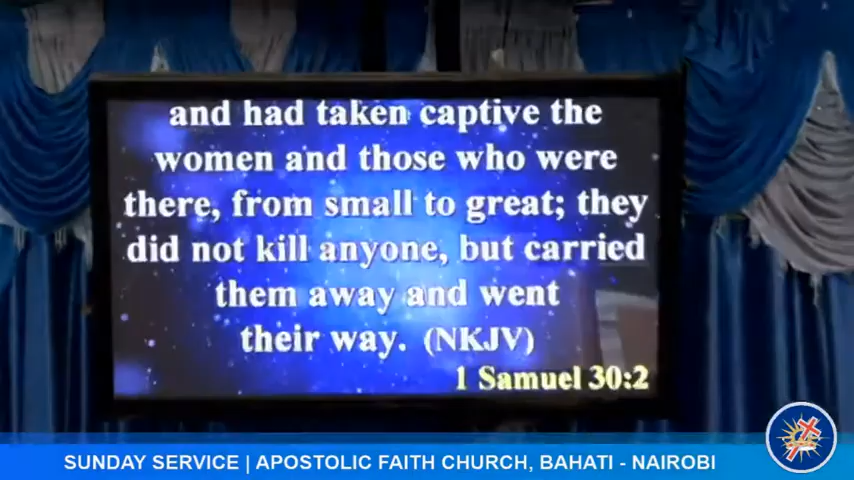 and had taken captive the
women and those who were
there, from small to great; they
did not kill anyone, but carried
them away and went
their way. (NKJV)
1 Samuel 30:2
SUNDAY SERVICE | APOSTOLIC FAITH CHURCH, BAHATI - NAIROBI